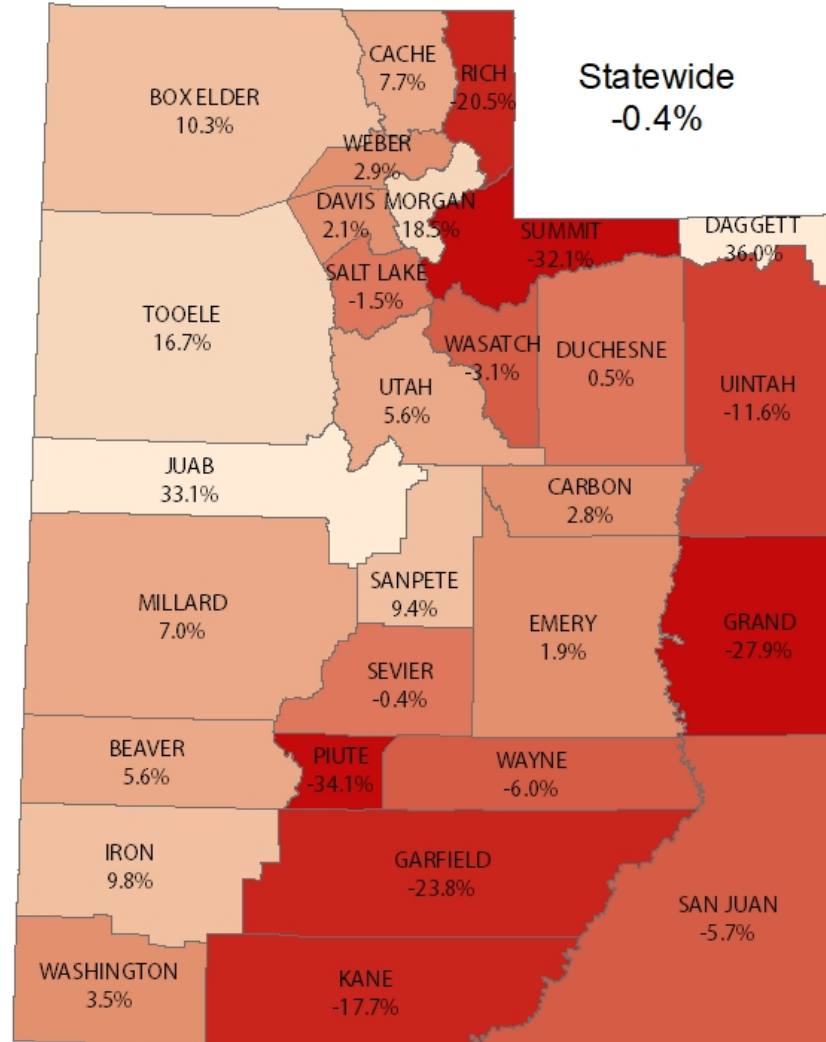 CACHE
7.7%
RICH
-20.5%
Statewide
-0.4%
BOX ELDER
10.3%
WEBER
2.9%
DAVIS
2.1%
MORGAN
18.5%
SUMMIT
-32.1%
DAGGETT
36.0%
SALT LAKE
-1.5%
TOOELE
16.7%
WASATCH
-3.1%
DUCHESNE
0.5%
UINTAH
-11.6%
UTAH
5.6%
JUAB
33.1%
CARBON
2.8%
SANPETE
9.4%
MILLARD
7.0%
EMERY
1.9%
GRAND
-27.9%
SEVIER
-0.4%
BEAVER
5.6%
PIUTE
-34.1%
WAYNE
-6.0%
IRON
9.8%
GARFIELD
-23.8%
SAN JUAN
-5.7%
WASHINGTON
3.5%
KANE
-17.7%